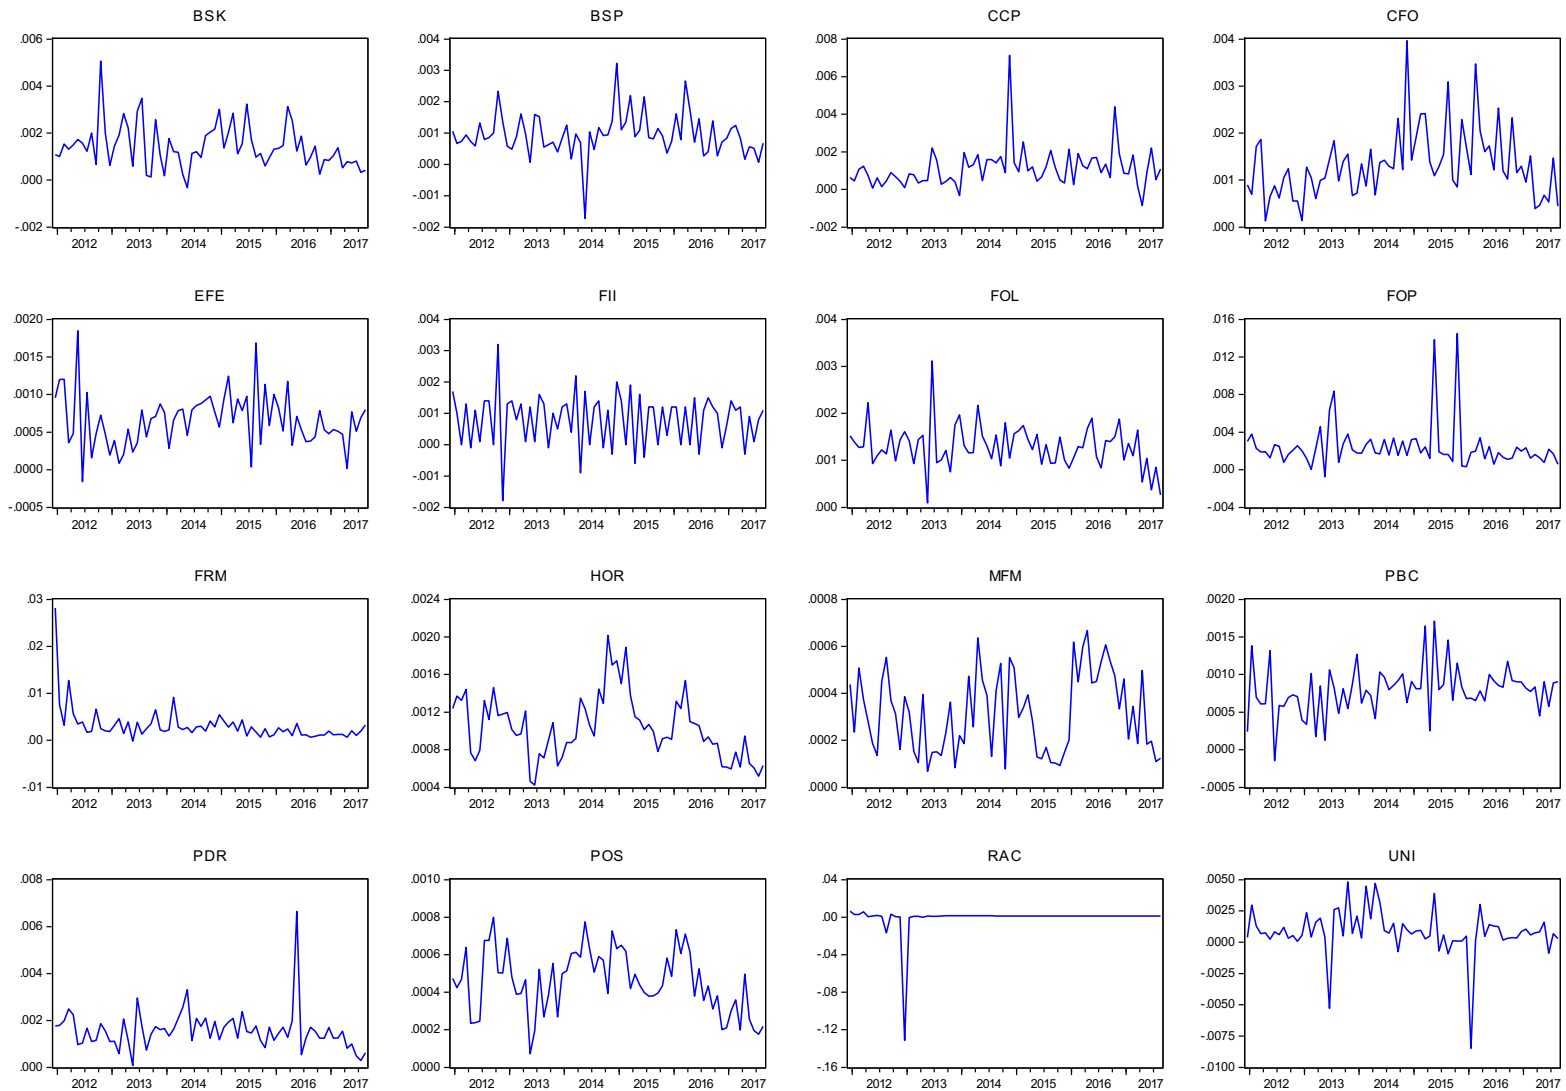 BSK BSP CCP CFO
.006 .004 .008 .004
.004 .003 .006 .003
.002 .002 .004 .002
.000 .001 .002 .001
-.002 .000 .000 .000
-.001 -.002
-.002
2012 2013 2014 2015 2016 2017 2012 2013 2014 2015 2016 2017 2012 2013 2014 2015 2016 2017 2012 2013 2014 2015 2016 2017
EFE FII FOL FOP
.0020 .004 .004 .016
.0015 .003 .003 .012
.0010 .002 .002 .008
.0005 .001 .001 .004
.0000 .000 .000 .000
-.0005 -.001 -.004
-.002
2012 2013 2014 2015 2016 2017 2012 2013 2014 2015 2016 2017 2012 2013 2014 2015 2016 2017 2012 2013 2014 2015 2016 2017
FRM HOR MFM PBC
.03 .0024 .0008 .0020
.02 .0020 .0006 .0015
.01 .0016 .0004 .0010
.00 .0012 .0002 .0005
-.01 .0008 .0000 .0000
.0004 -.0005
2012 2013 2014 2015 2016 2017 2012 2013 2014 2015 2016 2017 2012 2013 2014 2015 2016 2017 2012 2013 2014 2015 2016 2017
PDR POS RAC UNI
.008 .0010 .04 .0050
.006 .0008 .00 .0025
.004 .0006 -.04 .0000
.002 .0004 -.08 -.0025
.000 .0002 -.12 -.0050
.0000 -.16 -.0075
-.0100
2012 2013 2014 2015 2016 2017 2012 2013 2014 2015 2016 2017 2012 2013 2014 2015 2016 2017 2012 2013 2014 2015 2016 2017